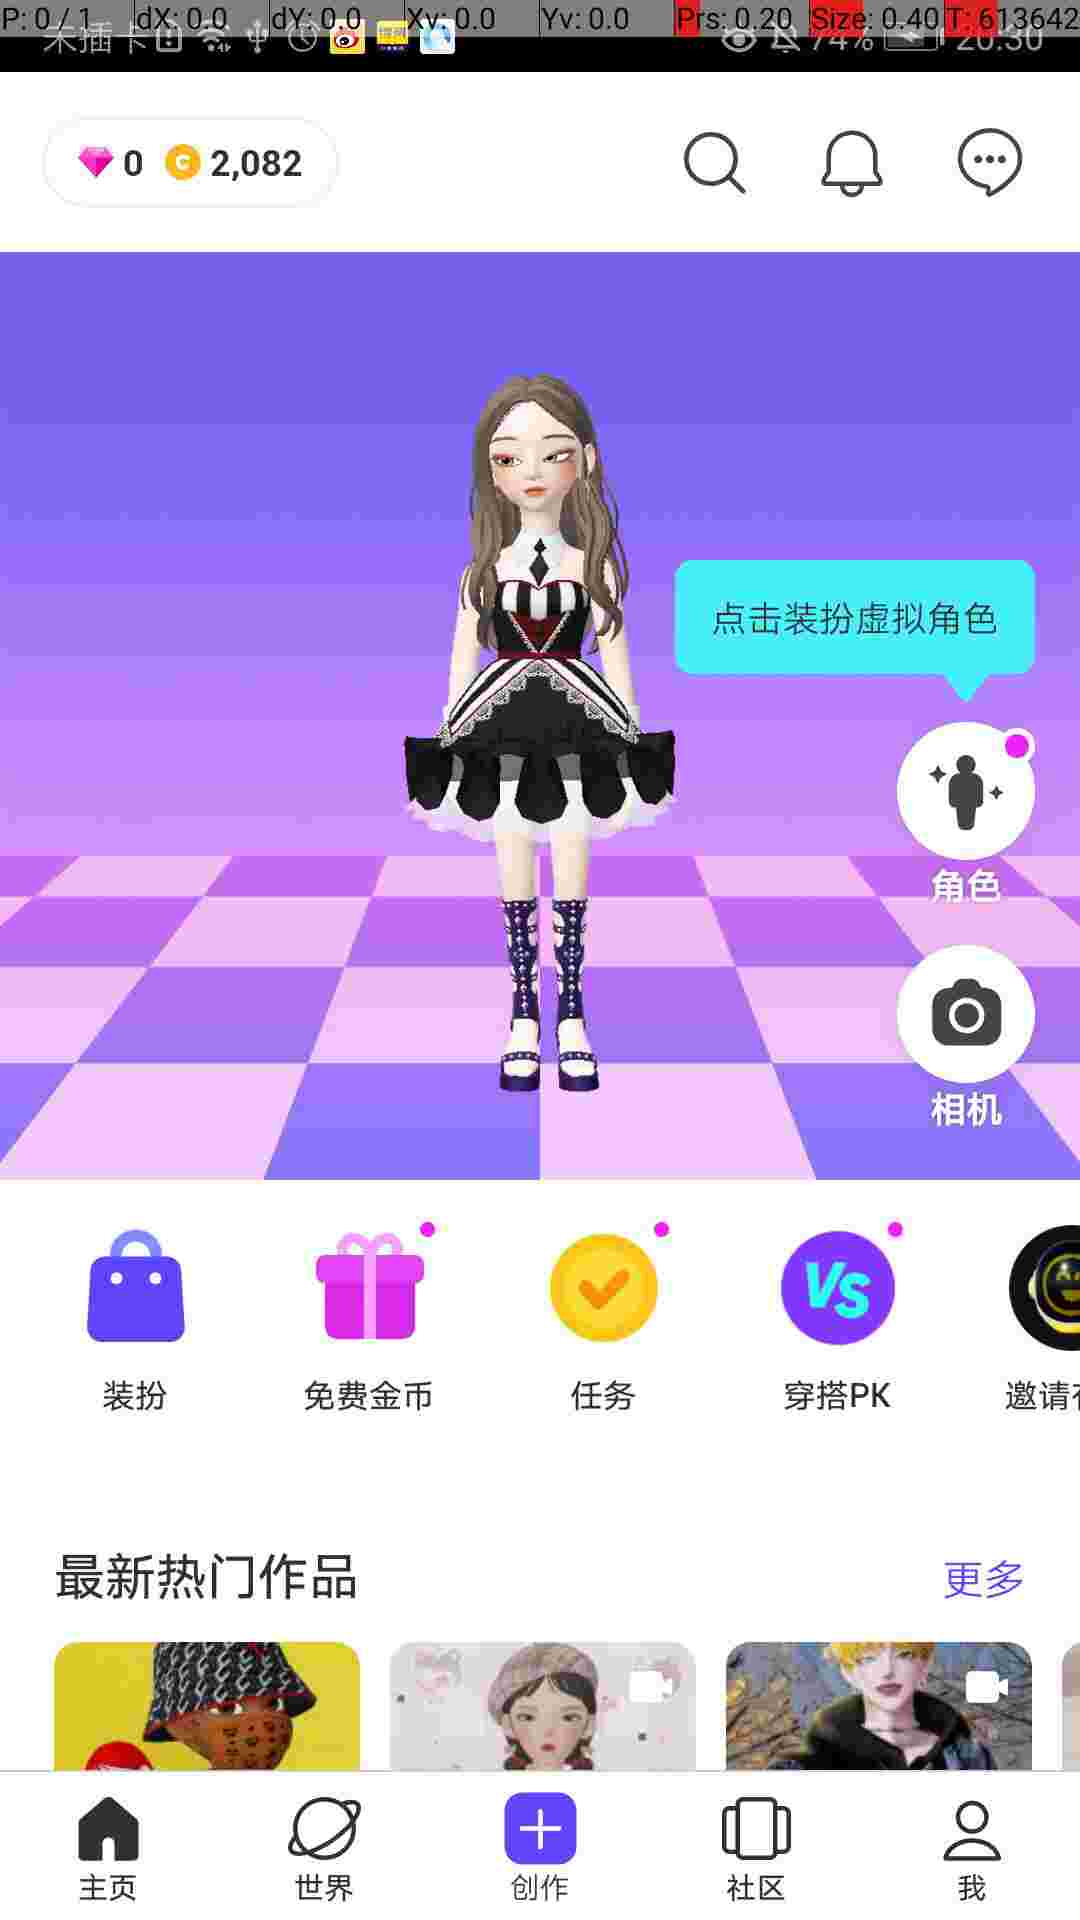 P: 0 / 1 dX: 0.0 dY: 0.0 Xv: 0.0 Yv: 0.0 Prs: 0.20 Size: 0.40 T: 613642
未插卡 74% 20:30
0 C 2,082
点击装扮虚拟角色
角色
相机
VS
装扮 免费金币 任务 穿搭PK 邀请
最新热门作品 更多
主页 世界 创作 社区 我